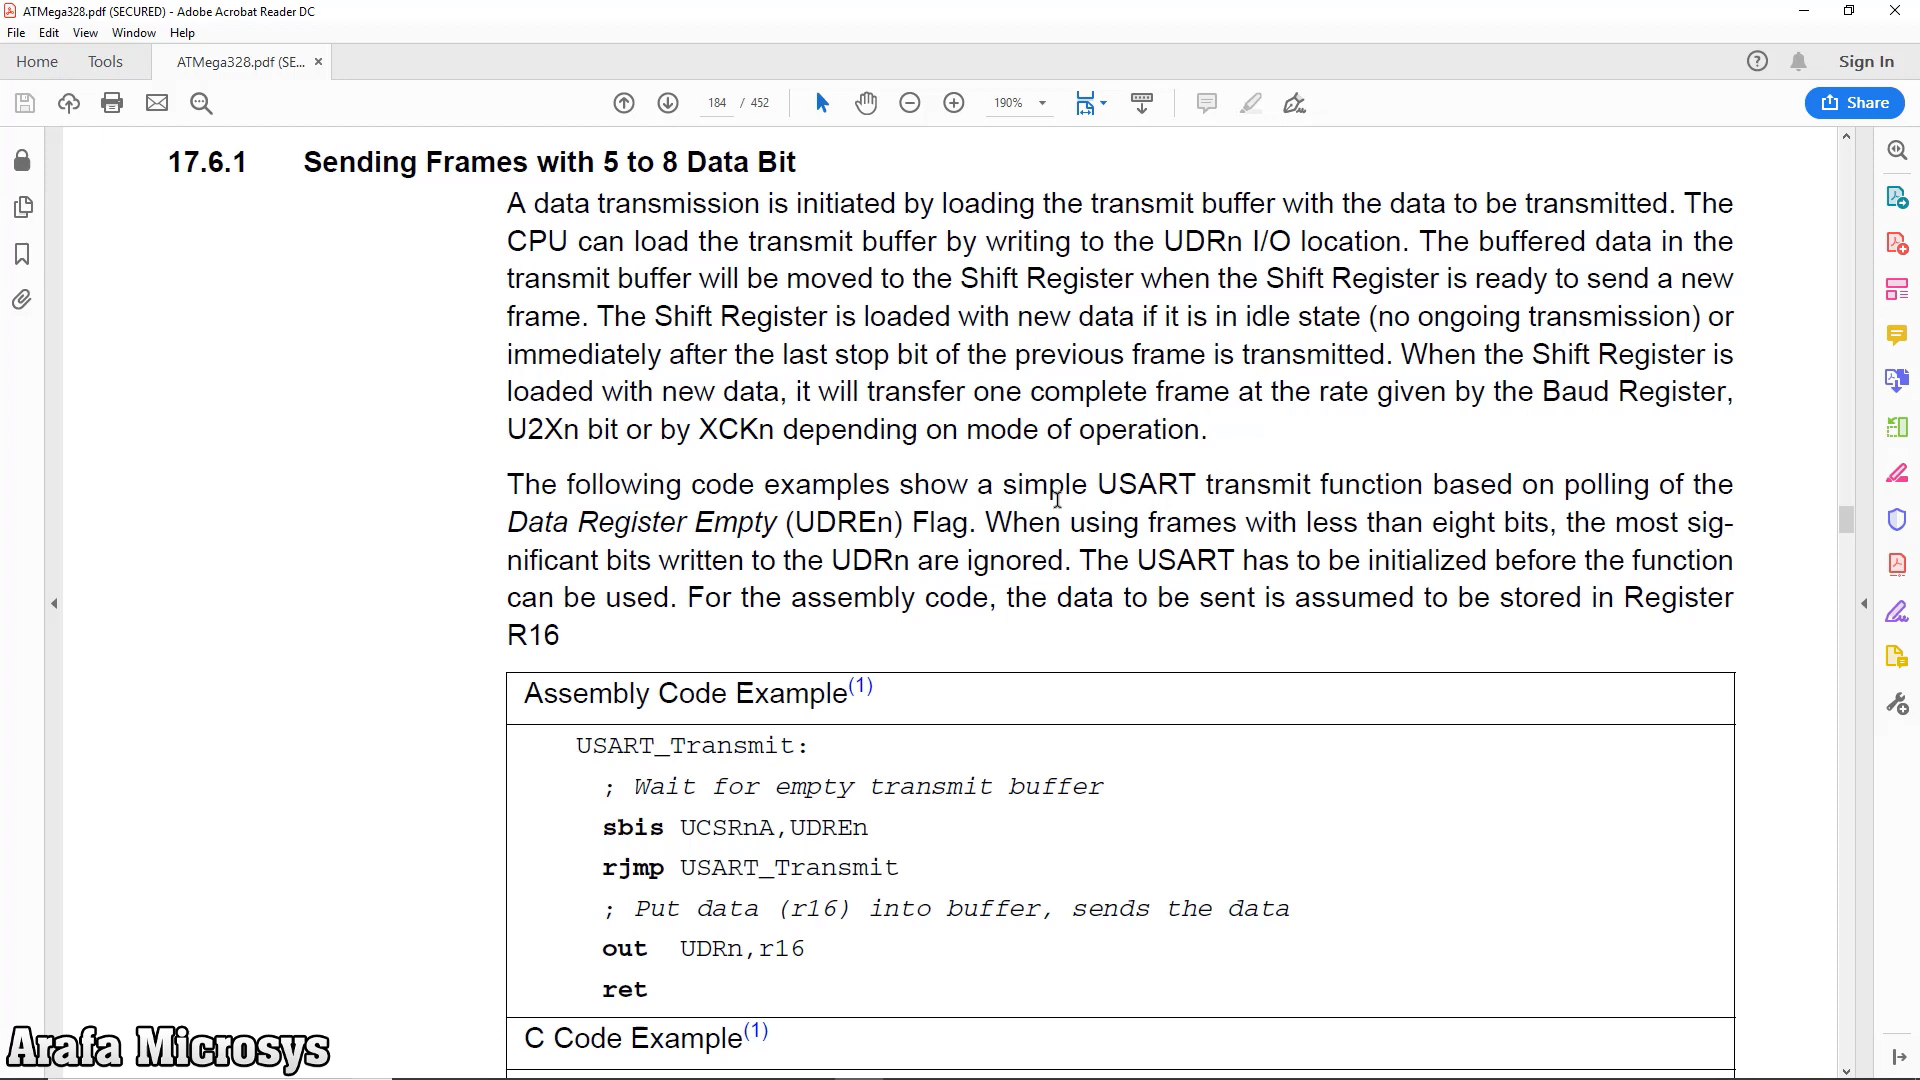 ATMega328.pdf (SECURED) - Adobe Acrobat Reader DC
File Edit View Window Help
Home Tools ATMega328.pdf (SE... × Sign In
184 / 452 190% Share
17.6.1 Sending Frames with 5 to 8 Data Bit
A data transmission is initiated by loading the transmit buffer with the data to be transmitted. The
CPU can load the transmit buffer by writing to the UDRn I/O location. The buffered data in the
transmit buffer will be moved to the Shift Register when the Shift Register is ready to send a new
frame. The Shift Register is loaded with new data if it is in idle state (no ongoing transmission) or
immediately after the last stop bit of the previous frame is transmitted. When the Shift Register is
loaded with new data, it will transfer one complete frame at the rate given by the Baud Register,
U2Xn bit or by XCKn depending on mode of operation.
The following code examples show a simple USART transmit function based on polling of the
Data Register Empty (UDREn) Flag. When using frames with less than eight bits, the most sig-
nificant bits written to the UDRn are ignored. The USART has to be initialized before the function
can be used. For the assembly code, the data to be sent is assumed to be stored in Register
R16
Assembly Code Example(1)
USART_Transmit:
; Wait for empty transmit buffer
sbis UCSRnA,UDREn
rjmp USART_Transmit
; Put data (r16) into buffer, sends the data
out UDRn,r16
ret
C Code Example(1)
Arafa Microsys